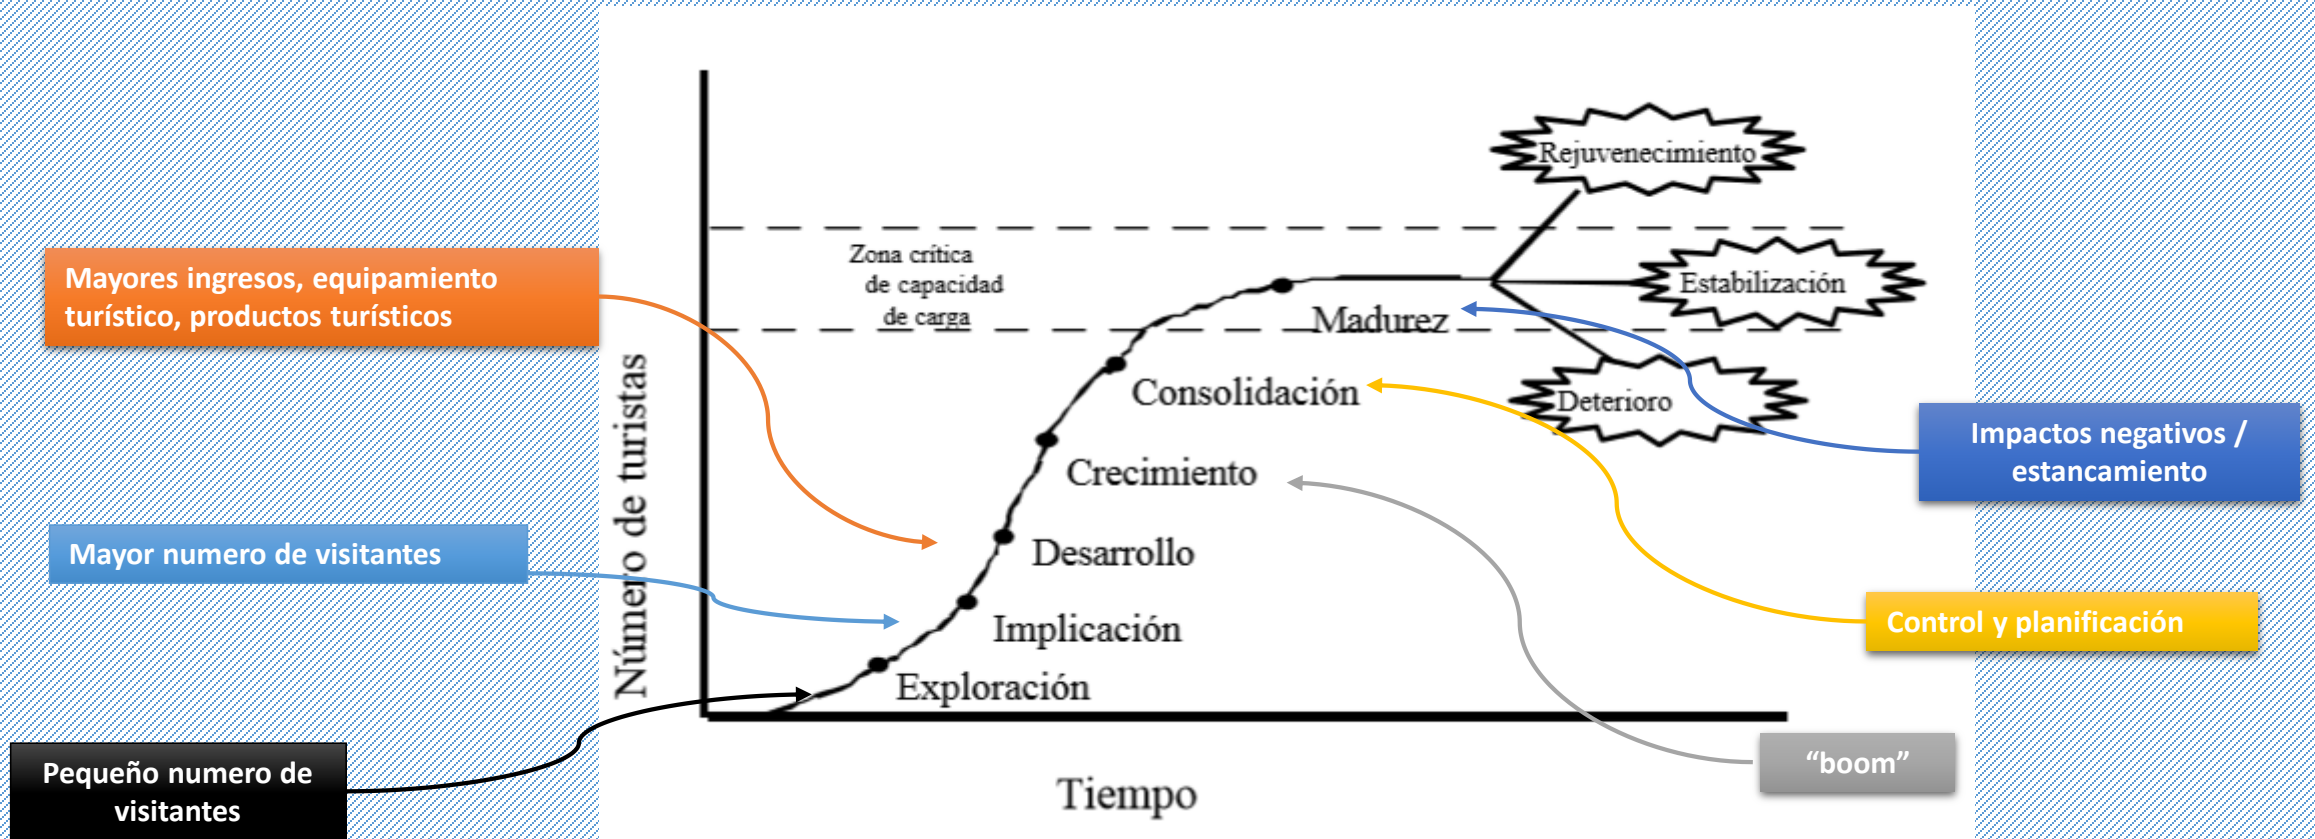 Rejuvenecimiento
Zona crítica
de capacidad
de carga
Estabilización
Mayores ingresos, equipamiento
turístico, productos turísticos
Madurez
Consolidación
Deterioro
Impactos negativos /
estancamiento
Crecimiento
Número de turistas
Mayor numero de visitantes
Desarrollo
Implicación
Control y planificación
Exploración
Pequeño numero de
visitantes
“boom”
Tiempo